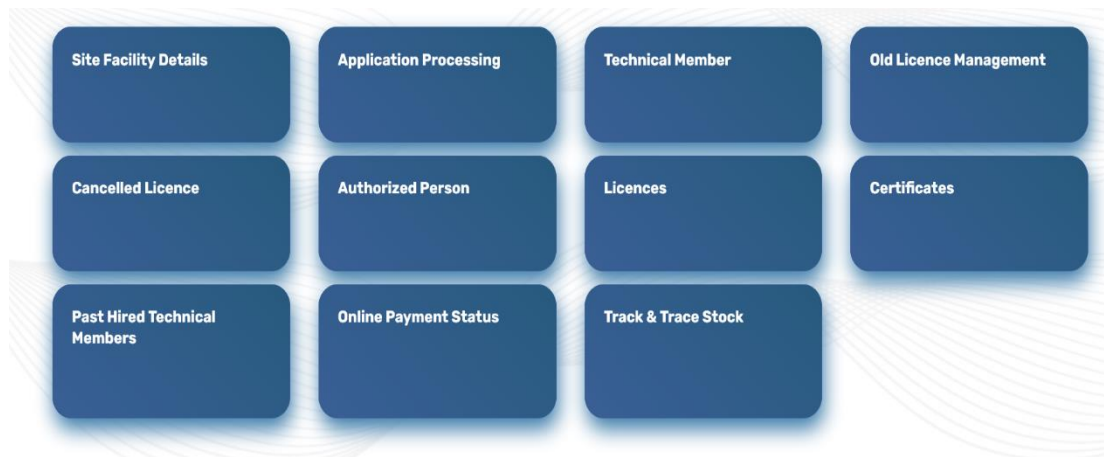 Site Facility Details
Application Processing
Technical Member
Old Licence Management
Cancelled Licence
Authorized Person
Licences
Certificates
Past Hired Technical
Members
Online Payment Status
Track & Trace Stock